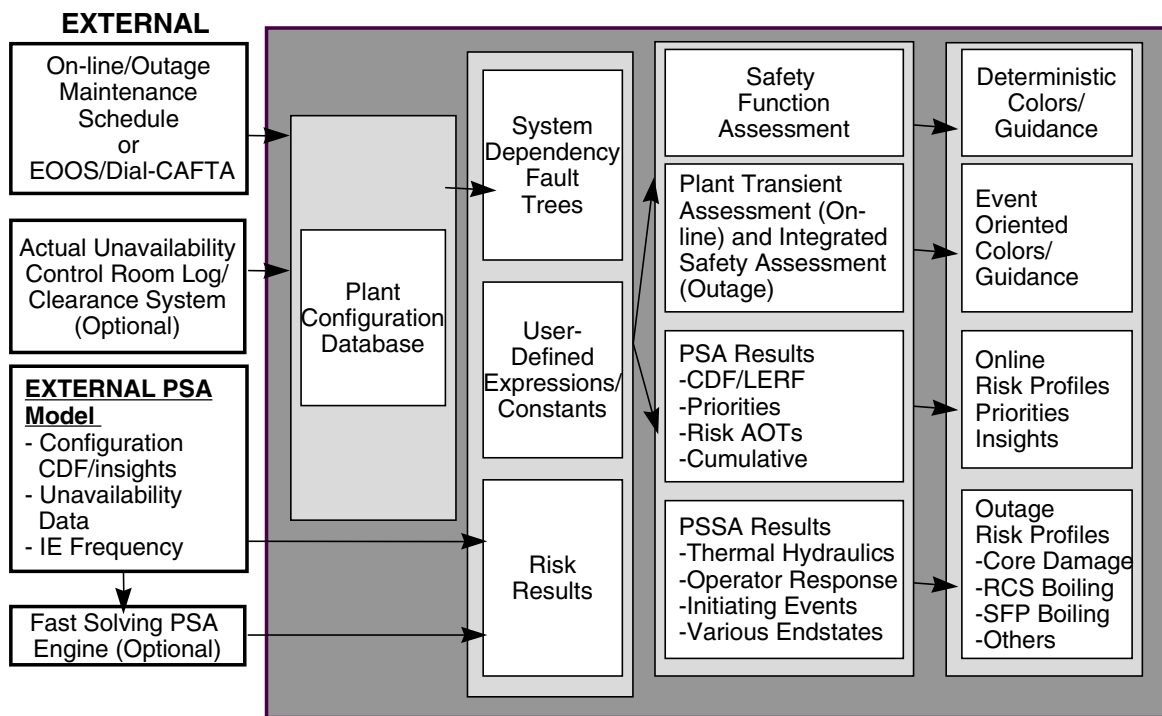 EXTERNAL
On-line/Outage
Maintenance
Schedule
or
EOOS/Dial-CAFTA
Actual Unavailability
Control Room Log/
Clearance System
(Optional)
EXTERNAL PSA
Model
- Configuration
CDF/insights
- Unavailability
Data
- IE Frequency
Fast Solving PSA
Engine (Optional)
Plant
Configuration
Database
System
Dependency
Fault
Trees
User-
Defined
Expressions/
Constants
Risk
Results
Safety
Function
Assessment
Plant Transient
Assessment (On-
line) and Integrated
Safety Assessment
(Outage)
PSA Results
-CDF/LERF
-Priorities
-Risk AOTs
-Cumulative
PSSA Results
-Thermal Hydraulics
-Operator Response
-Initiating Events
-Various Endstates
Deterministic
Colors/
Guidance
Event
Oriented
Colors/
Guidance
Online
Risk Profiles
Priorities
Insights
Outage
Risk Profiles
-Core Damage
-RCS Boiling
-SFP Boiling
-Others